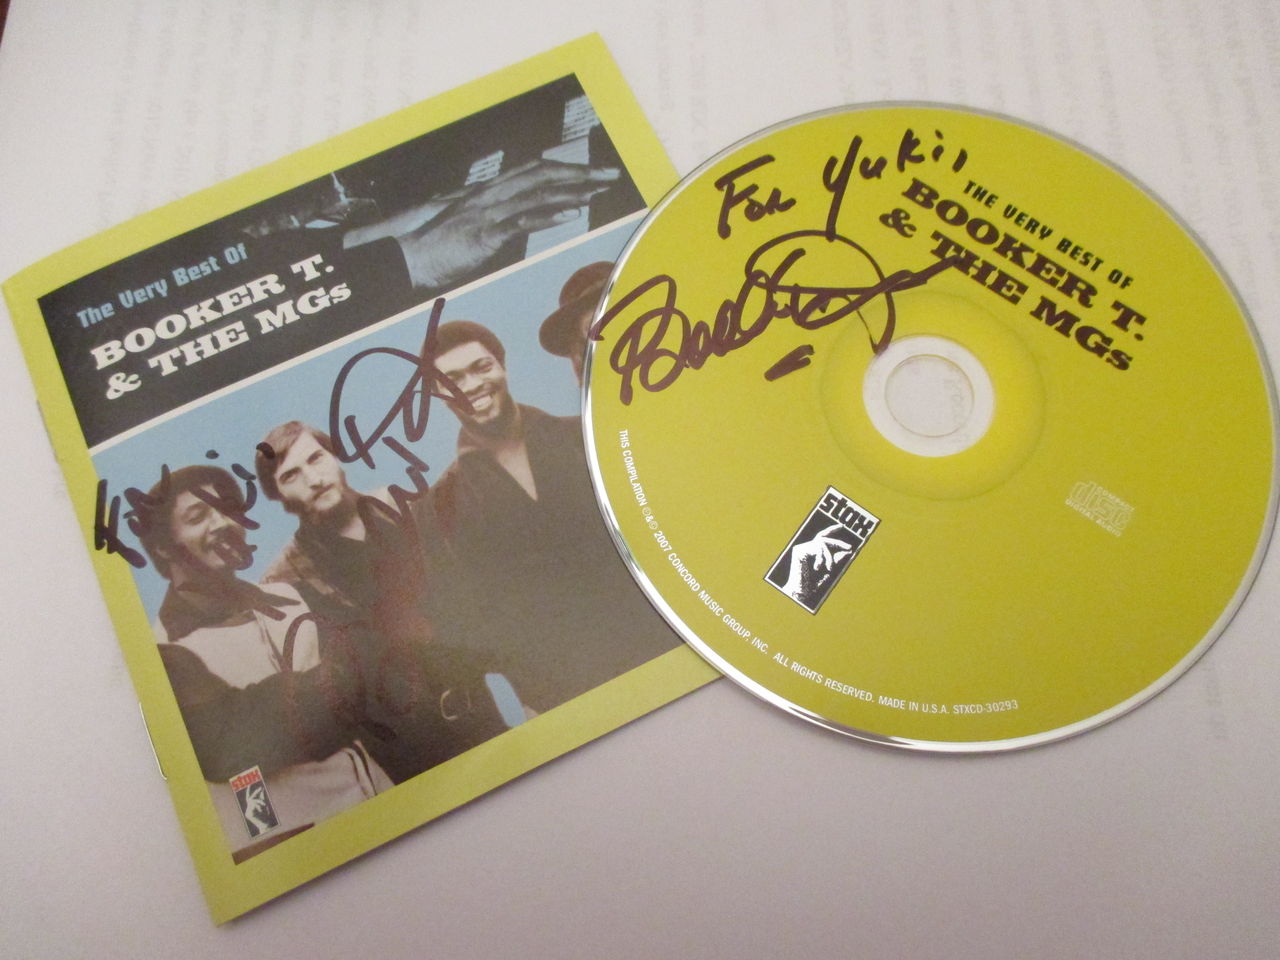 The Very Best Of
BOOKER T.
& THE MGs
stax
For Yuki,
Booker T.
THE VERY BEST OF
BOOKER T.
& THE MGs
stax
COMPACT
disc
DIGITAL AUDIO
THIS COMPILATION ℗&© 2007 CONCORD MUSIC GROUP, INC. ALL RIGHTS RESERVED. MADE IN U.S.A. STXCD-30293